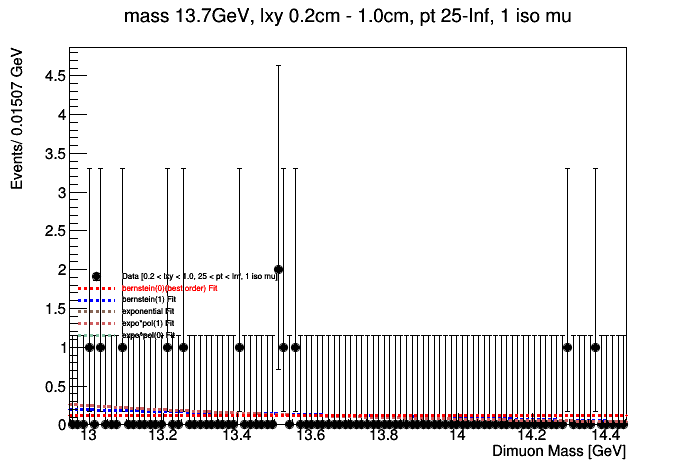 mass 13.7GeV, lxy 0.2cm - 1.0cm, pt 25-Inf, 1 iso mu
Events/ 0.01507 GeV
4.5
4
3.5
3
2.5
2
1.5
1
0.5
0
Data [0.2 < lxy < 1.0, 25 < pt < Inf, 1 iso mu]
bernstein(0)(best order) Fit
bernstein(1) Fit
exponential Fit
expo*pol(1) Fit
expo*pol(0) Fit
13 13.2 13.4 13.6 13.8 14 14.2 14.4
Dimuon Mass [GeV]